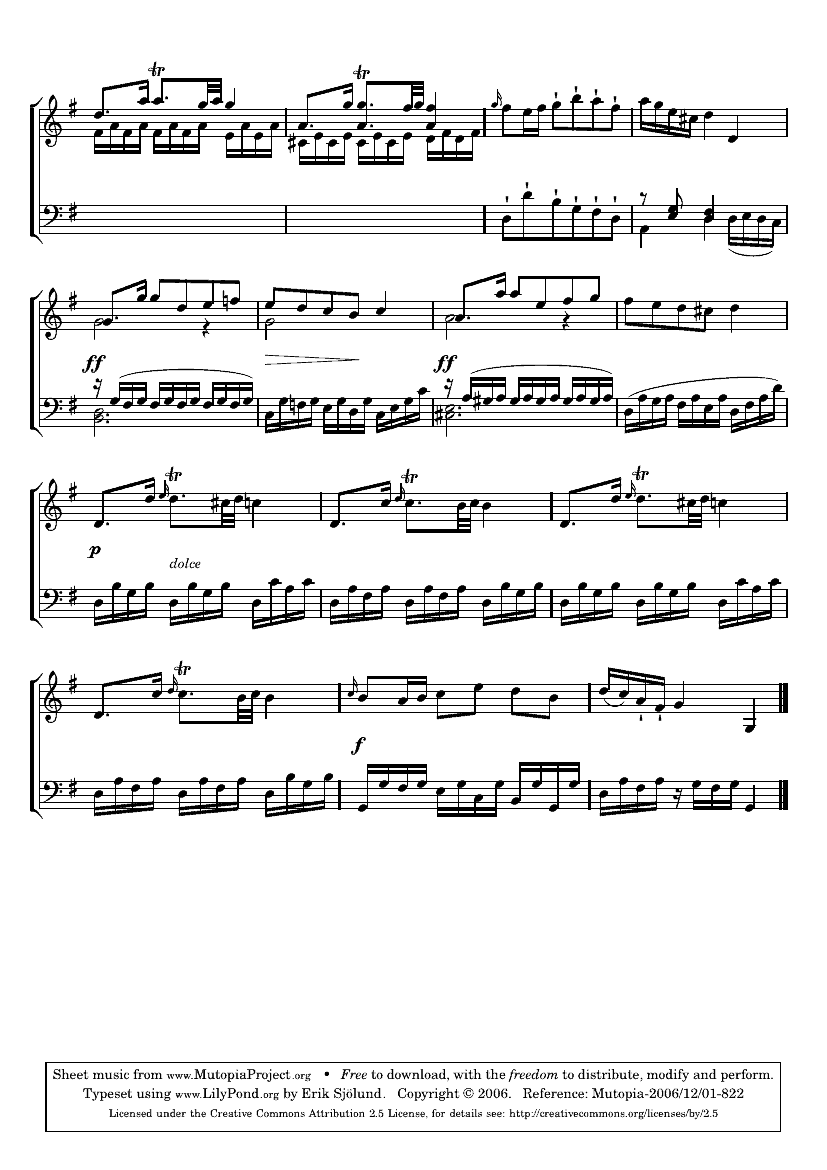 tr
tr
ff
ff
tr
tr
tr
p
dolce
tr
f
Sheet music from www.MutopiaProject.org • Free to download, with the freedom to distribute, modify and perform.
Typeset using www.LilyPond.org by Erik Sjölund. Copyright © 2006. Reference: Mutopia-2006/12/01-822
Licensed under the Creative Commons Attribution 2.5 License, for details see: http://creativecommons.org/licenses/by/2.5